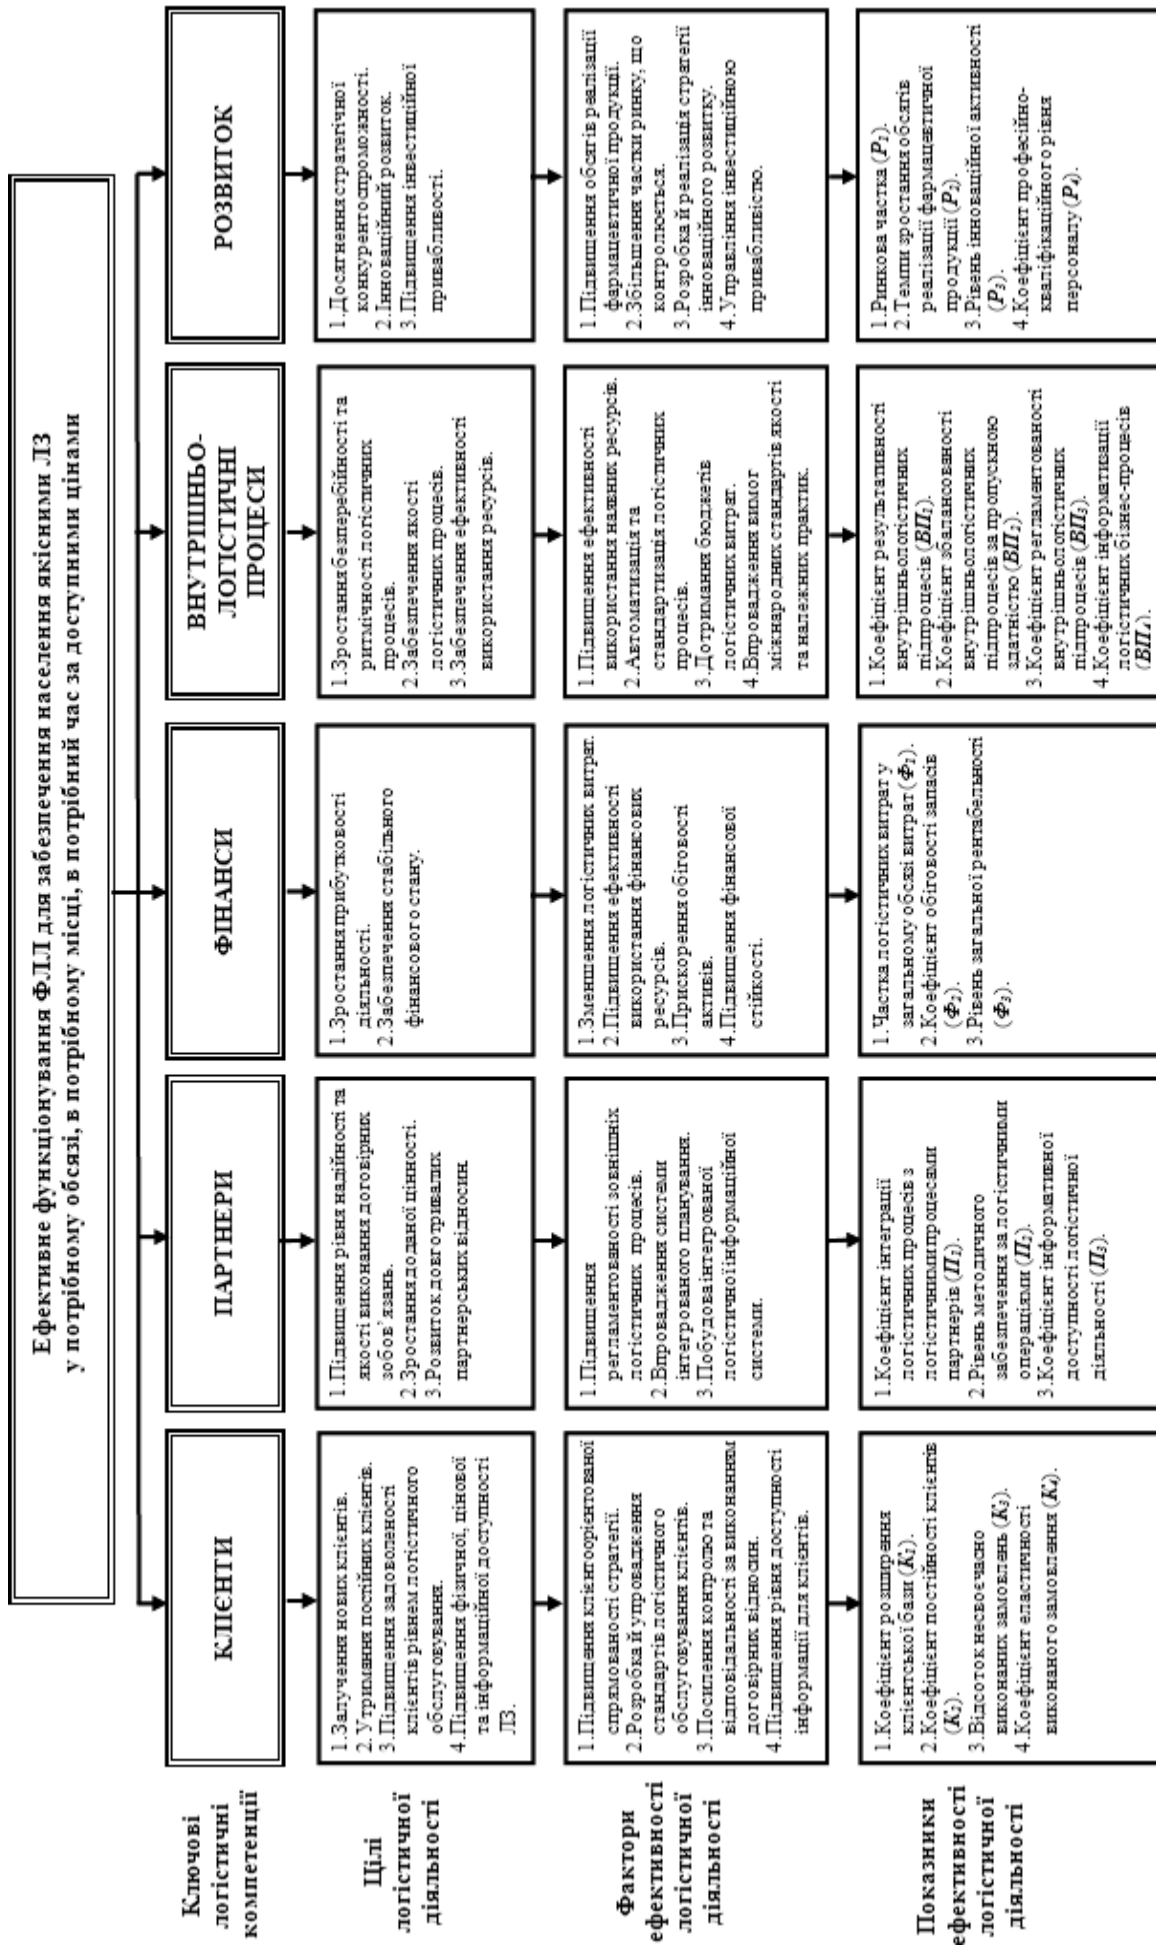 Ефективне функціонування ФЛЛ для забезпечення населення якісними ЛЗ
у потрібному обсязі, в потрібному місці, в потрібний час за доступними цінами
Ключові
логістичні
компетенції
КЛІЄНТИ
ПАРТНЕРИ
ФІНАНСИ
ВНУТРІШНЬО-
ЛОГІСТИЧНІ
ПРОЦЕСИ
РОЗВИТОК
Цілі
логістичної
діяльності
1.Залучення нових клієнтів.
2.Утримання постійних клієнтів.
3.Підвищення задоволеності
клієнтів рівнем логістичного
обслуговування.
4.Підвищення фізичної, цінової
та інформаційної доступності
ЛЗ.
1.Підвищення рівня надійності та
якості виконання договірних
зобов'язань.
2.Зростання доданої цінності.
3.Розвиток довготривалих
партнерських відносин.
1.Зростання прибутковості
діяльності.
2.Забезпечення стабільного
фінансового стану.
1.Зростання безперебійності та
ритмічності логістичних
процесів.
2.Забезпечення якості
логістичних процесів.
3.Забезпечення ефективності
використання ресурсів.
1.Досягнення стратегічної
конкурентоспроможності.
2.Інноваційний розвиток.
3.Підвищення інвестиційної
привабливості.
Фактори
ефективності
логістичної
діяльності
1.Підвищення клієнтоорієнтованої
спрямованості стратегії.
2.Розробка й упровадження
стандартів логістичного
обслуговування клієнтів.
3.Посилення контролю та
відповідальності за виконанням
договірних відносин.
4.Підвищення рівня доступності
інформації для клієнтів.
1.Підвищення
регламентованості зовнішніх
логістичних процесів.
2.Впровадження системи
інтегрованого планування.
3.Побудова інтегрованої
логістичної інформаційної
системи.
1.Зменшення логістичних витрат.
2.Підвищення ефективності
використання фінансових
ресурсів.
3.Прискорення обіговості
активів.
4.Підвищення фінансової
стійкості.
1.Підвищення ефективності
використання наявних ресурсів.
2.Автоматизація та
стандартизація логістичних
процесів.
3.Дотримання бюджетів
логістичних витрат.
4.Впровадження вимог
міжнародних стандартів якості
та належних практик.
1.Підвищення обсягів реалізації
фармацевтичної продукції.
2.Збільшення частки ринку, що
контролюється.
3.Розробка й реалізація стратегії
інноваційного розвитку.
4.Управління інвестиційною
привабливістю.
Показники
ефективності
логістичної
діяльності
1.Коефіцієнт розширення
клієнтської бази (К1).
2.Коефіцієнт постійності клієнтів
(К2).
3.Відсоток несвоєчасно
виконаних замовлень (К3).
4.Коефіцієнт еластичності
виконаного замовлення (К4).
1.Коефіцієнт інтеграції
логістичних процесів з
логістичними процесами
партнерів (П1).
2.Рівень методичного
забезпечення за логістичними
операціями (П2).
3.Коефіцієнт інформативної
доступності логістичної
діяльності (П3).
1.Частка логістичних витрат у
загальному обсязі витрат (Ф1).
2.Коефіцієнт обіговості запасів
(Ф2).
3.Рівень загальної рентабельності
(Ф3).
1.Коефіцієнт результативності
внутрішньологістичних
підпроцесів (ВП1).
2.Коефіцієнт збалансованості
внутрішньологістичних
підпроцесів за пропускною
здатністю (ВП2).
3.Коефіцієнт регламентованості
внутрішньологістичних
підпроцесів (ВП3).
4.Коефіцієнт інформатизації
логістичних бізнес-процесів
(ВП4).
1.Ринкова частка (Р1).
2.Темпи зростання обсягів
реалізації фармацевтичної
продукції (Р2).
3.Рівень інноваційної активності
(Р3).
4.Коефіцієнт професійно-
кваліфікаційного рівня
персоналу (Р4).